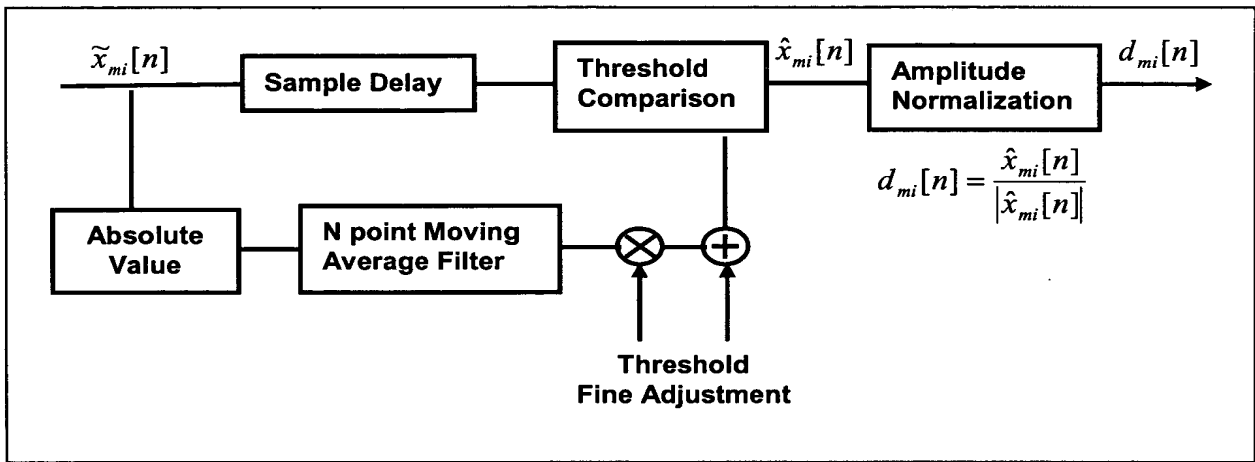 x̃_mi[n]
Sample Delay
Threshold
Comparison
x̂_mi[n]
Amplitude
Normalization
d_mi[n]
d_mi[n] = x̂_mi[n] / |x̂_mi[n]|
Absolute
Value
N point Moving
Average Filter
×
+
Threshold
Fine Adjustment